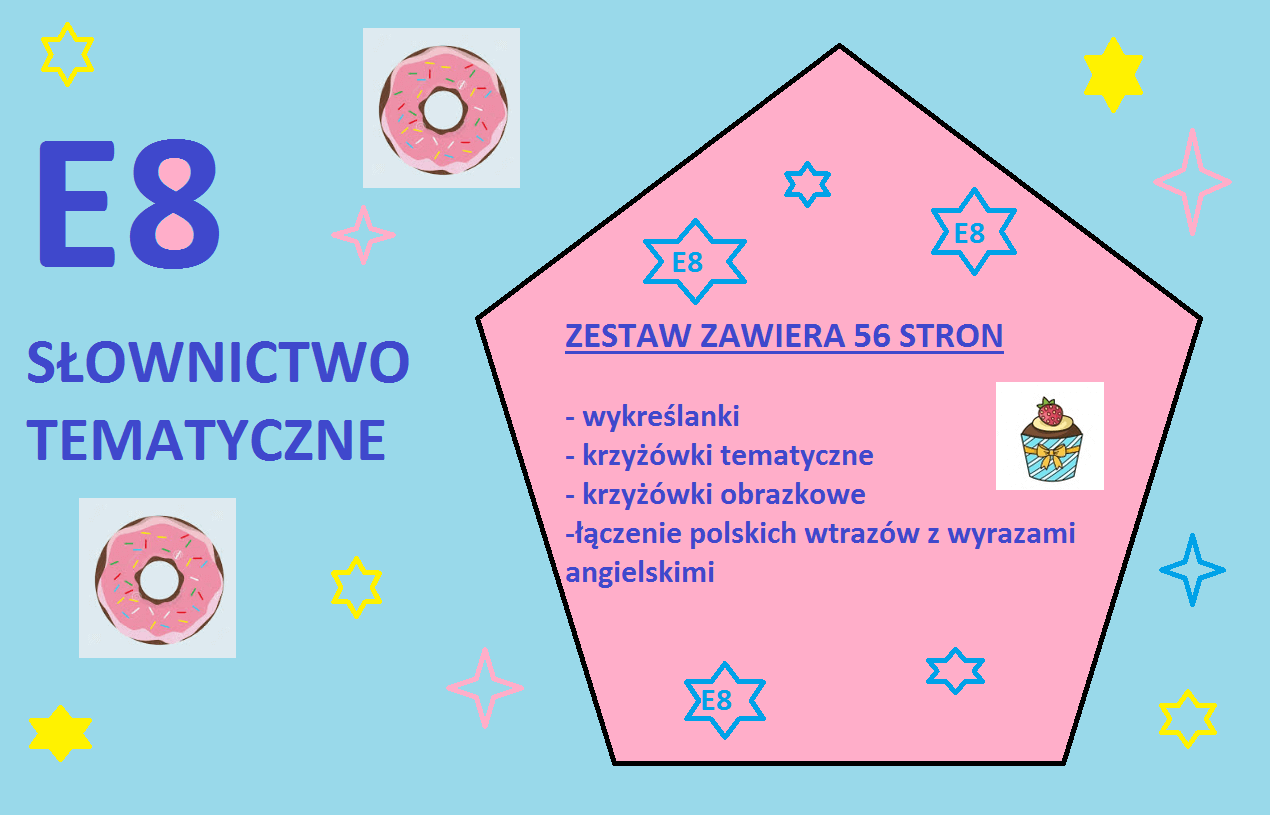 E8
SŁOWNICTWO
TEMATYCZNE
E8
E8
ZESTAW ZAWIERA 56 STRON
- wykreślanki
- krzyżówki tematyczne
- krzyżówki obrazkowe
-łączenie polskich wtrazów z wyrazami
angielskimi
E8